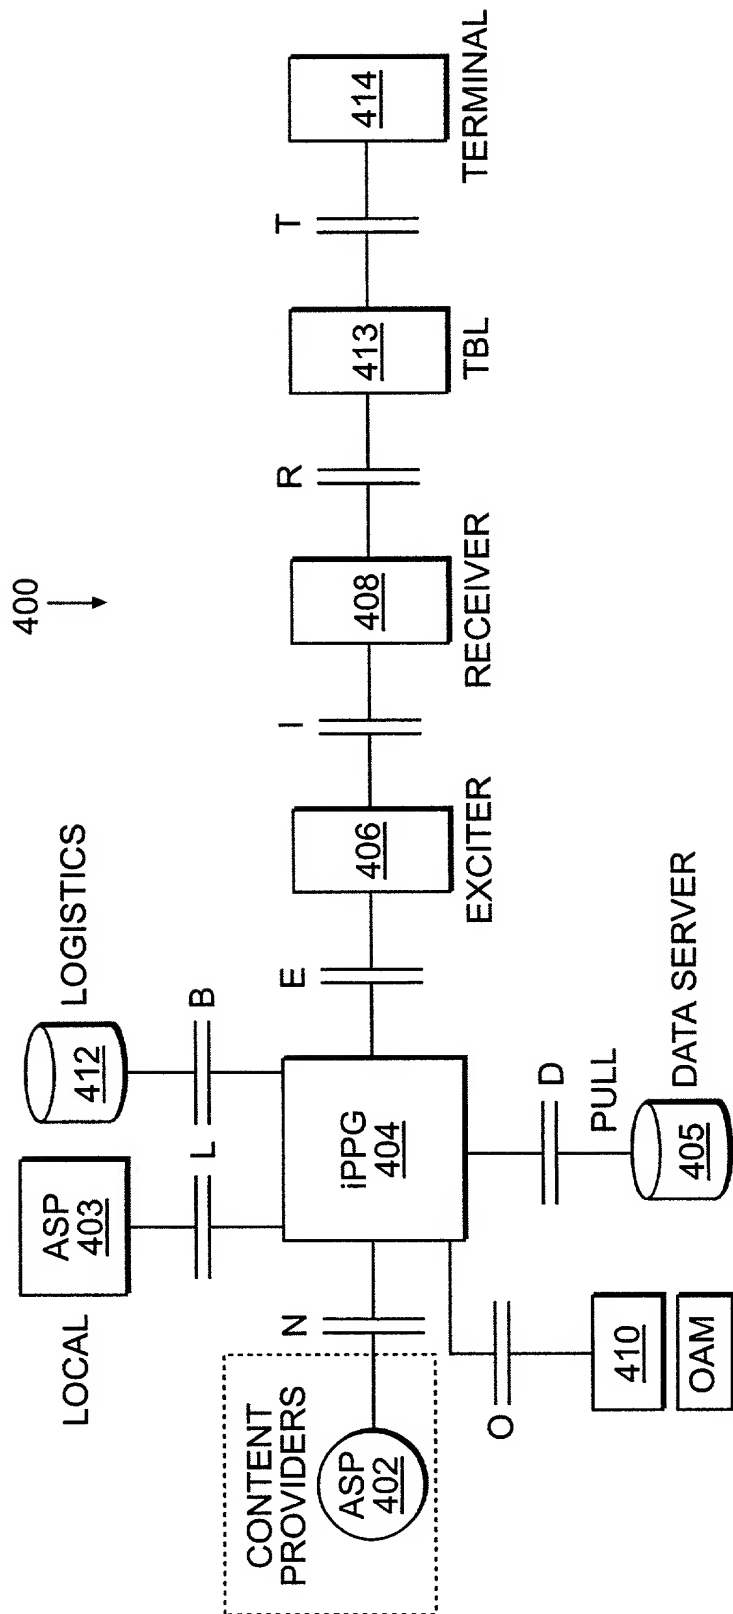 400
LOCAL
ASP
403
412
LOGISTICS
L
B
CONTENT
PROVIDERS
ASP
402
N
iPPG
404
E
406
EXCITER
I
408
RECEIVER
R
413
TBL
T
414
TERMINAL
O
410
OAM
D
PULL
405
DATA SERVER